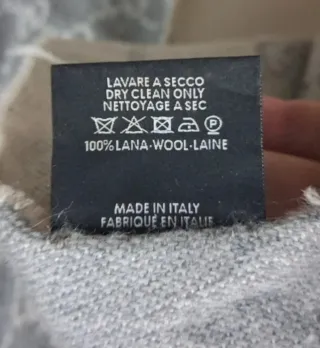 LAVARE A SECCO
DRY CLEAN ONLY
NETTOYAGE A SEC
P
100% LANA·WOOL·LAINE
MADE IN ITALY
FABRIQUÉ EN ITALIE